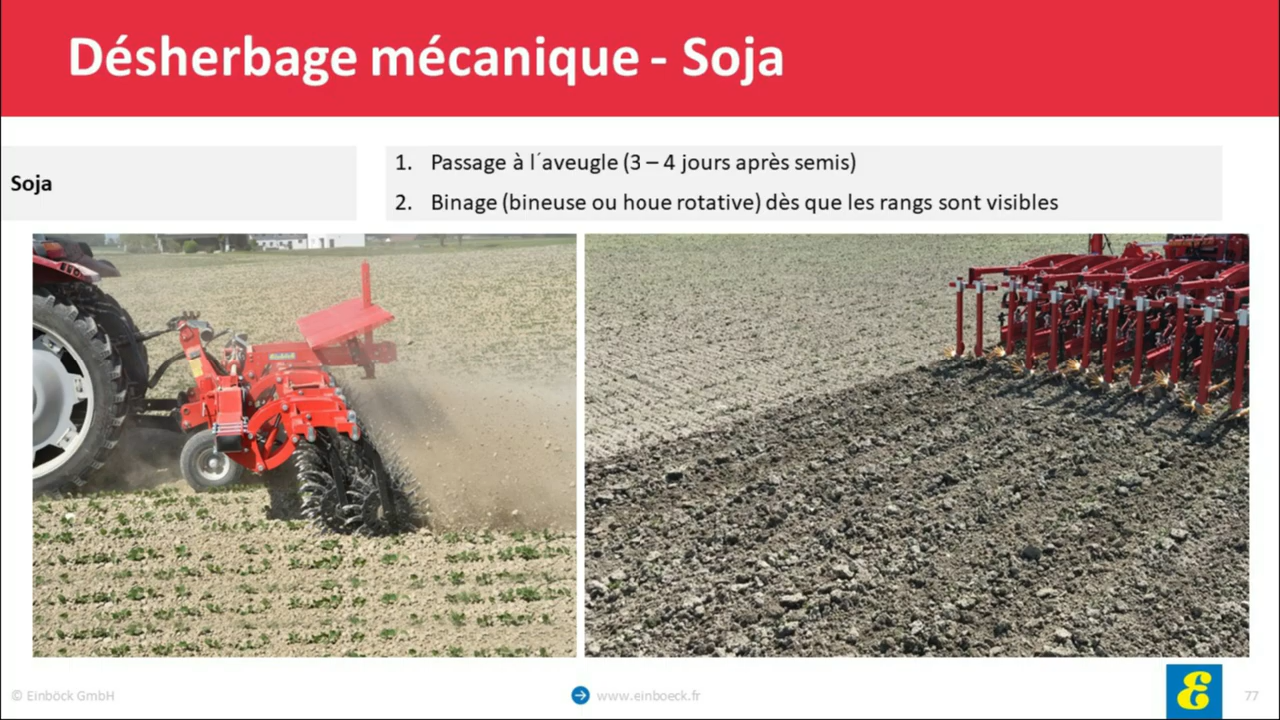 Désherbage mécanique - Soja
Soja
1. Passage à l´aveugle (3 – 4 jours après semis)
2. Binage (bineuse ou houe rotative) dès que les rangs sont visibles
© Einböck GmbH
www.einboeck.fr
E
77